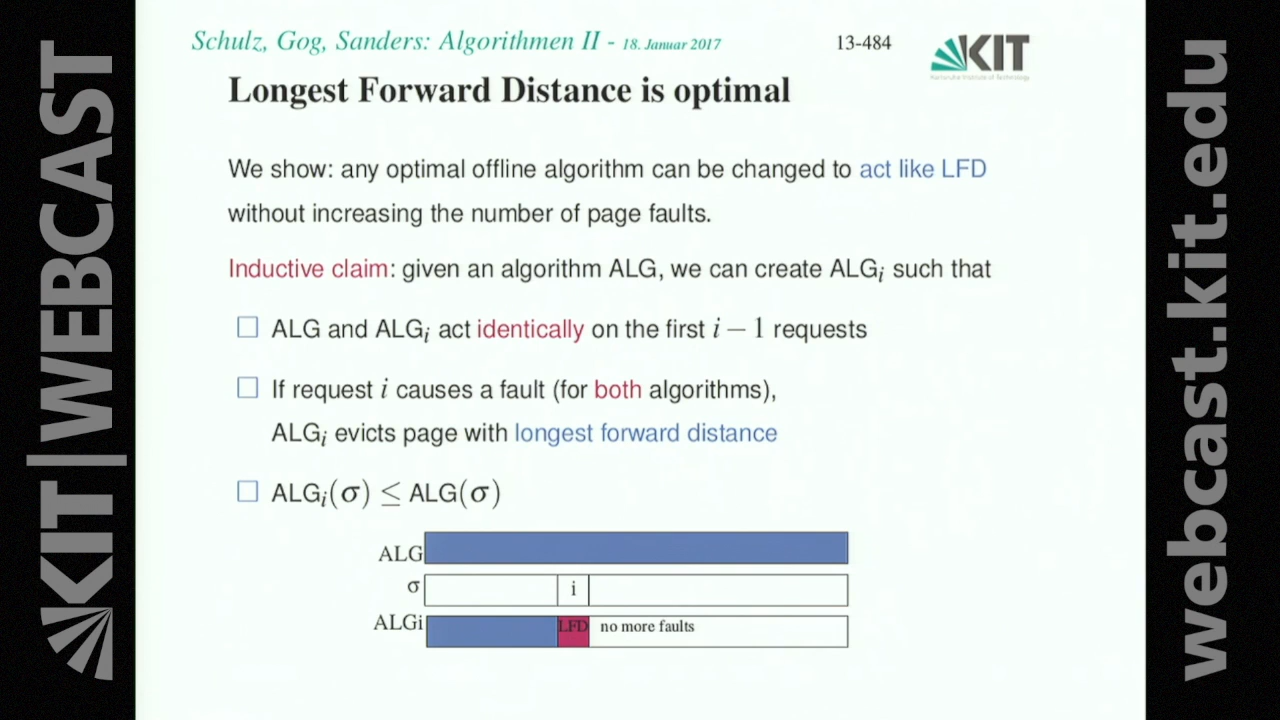 Schulz, Gog, Sanders: Algorithmen II - 18. Januar 2017
13-484
KIT
Karlsruhe Institute of Technology
Longest Forward Distance is optimal
We show: any optimal offline algorithm can be changed to act like LFD
without increasing the number of page faults.
Inductive claim: given an algorithm ALG, we can create ALGi such that
ALG and ALGi act identically on the first i − 1 requests
If request i causes a fault (for both algorithms),
ALGi evicts page with longest forward distance
ALGi(σ) ≤ ALG(σ)
ALG
σ i
ALGi LFD no more faults
KIT | WEBCAST
webcast.kit.edu